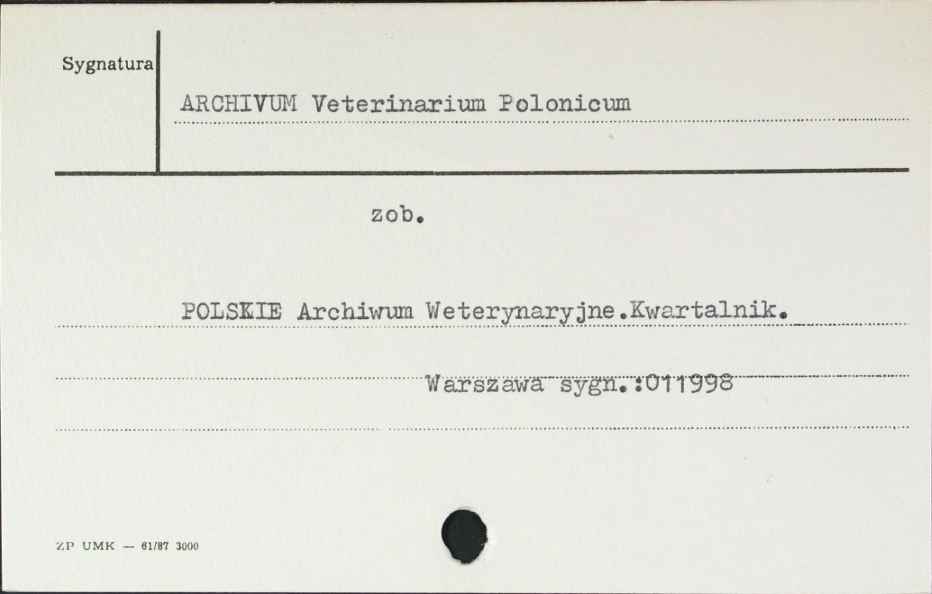 Sygnatura
ARCHIVUM Veterinarium Polonicum
zob.
POLSKIE Archiwum Weterynaryjne.Kwartalnik.
Warszawa sygn.:011998
ZP UMK — 61/87 3000